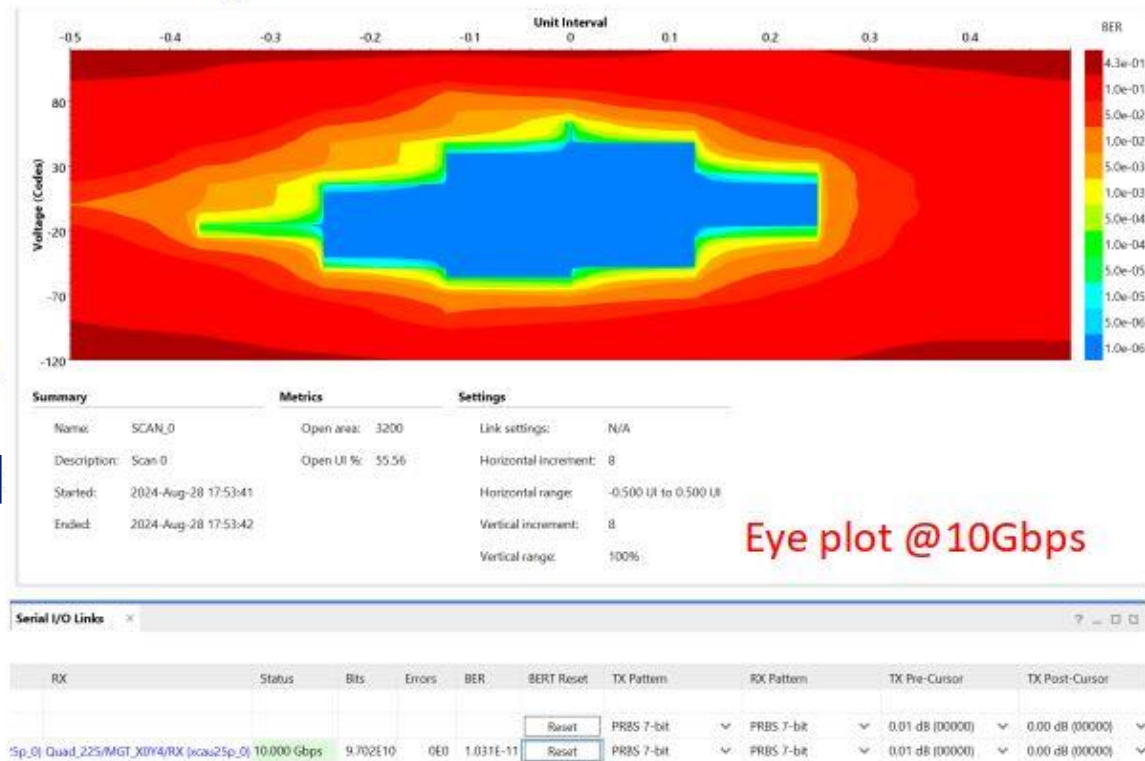 Unit Interval
BER
-0.5 -0.4 -0.3 -0.2 -0.1 0 0.1 0.2 0.3 0.4
4.3e-01
1.0e-01
5.0e-02
1.0e-02
5.0e-03
1.0e-03
5.0e-04
1.0e-04
5.0e-05
1.0e-05
5.0e-06
1.0e-06
Voltage (Codes)
80
30
-20
-70
-120
Summary Metrics Settings
Name: SCAN_0 Open area: 3200 Link settings: N/A
Description: Scan 0 Open UI %: 55.56 Horizontal increment: 8
Started: 2024-Aug-28 17:53:41 Horizontal range: -0.500 UI to 0.500 UI
Ended: 2024-Aug-28 17:53:42 Vertical increment: 8
Vertical range: 100%
Eye plot @10Gbps
Serial I/O Links × ?
RX Status Bits Errors BER BERT Reset TX Pattern RX Pattern TX Pre-Cursor TX Post-Cursor
Reset PRBS 7-bit PRBS 7-bit 0.01 dB (00000) 0.00 dB (00000)
25p_0) Quad_225/MGT_X0Y4/RX (xcau25p_0) 10.000 Gbps 9.702E10 0E0 1.031E-11 Reset PRBS 7-bit PRBS 7-bit 0.01 dB (00000) 0.00 dB (00000)